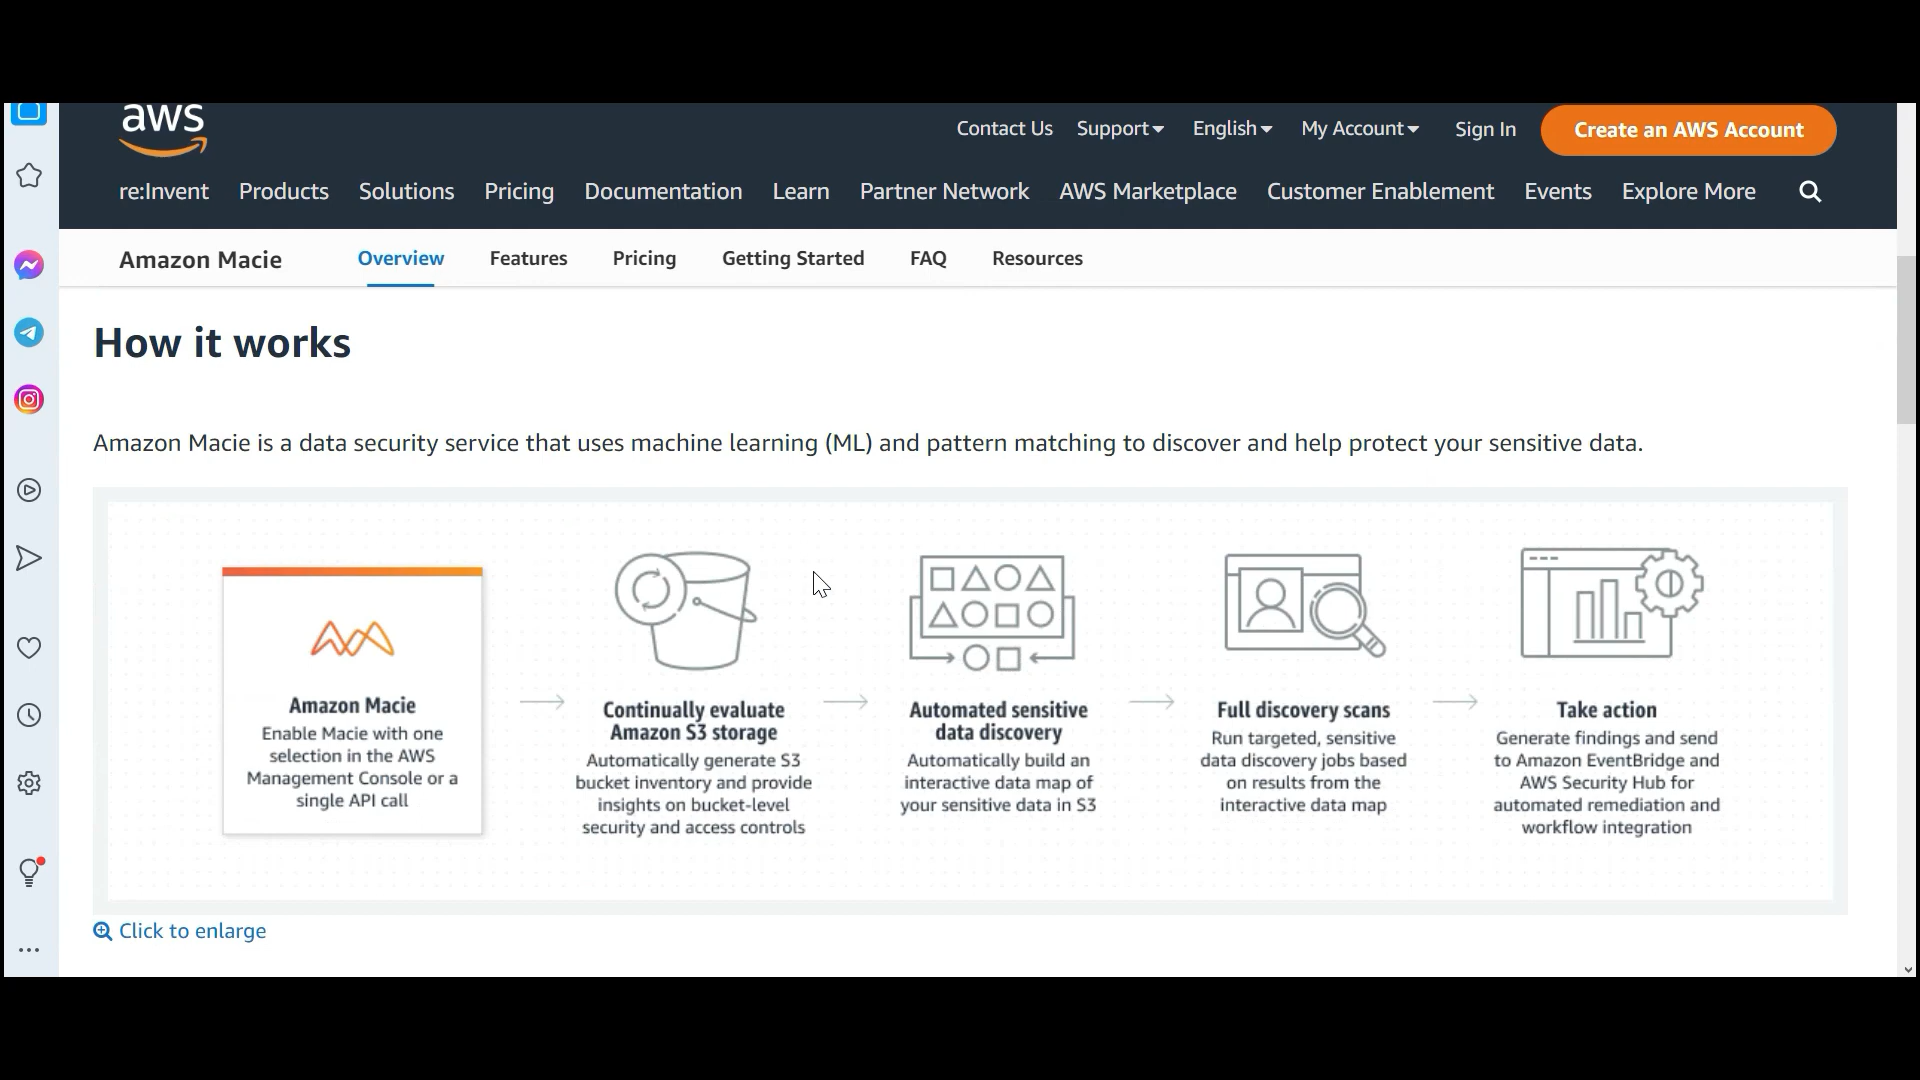 aws
Contact Us Support English My Account Sign In Create an AWS Account
re:Invent Products Solutions Pricing Documentation Learn Partner Network AWS Marketplace Customer Enablement Events Explore More
Amazon Macie Overview Features Pricing Getting Started FAQ Resources
How it works
Amazon Macie is a data security service that uses machine learning (ML) and pattern matching to discover and help protect your sensitive data.
Amazon Macie
Enable Macie with one
selection in the AWS
Management Console or a
single API call
Continually evaluate
Amazon S3 storage
Automatically generate S3
bucket inventory and provide
insights on bucket-level
security and access controls
Automated sensitive
data discovery
Automatically build an
interactive data map of
your sensitive data in S3
Full discovery scans
Run targeted, sensitive
data discovery jobs based
on results from the
interactive data map
Take action
Generate findings and send
to Amazon EventBridge and
AWS Security Hub for
automated remediation and
workflow integration
Click to enlarge